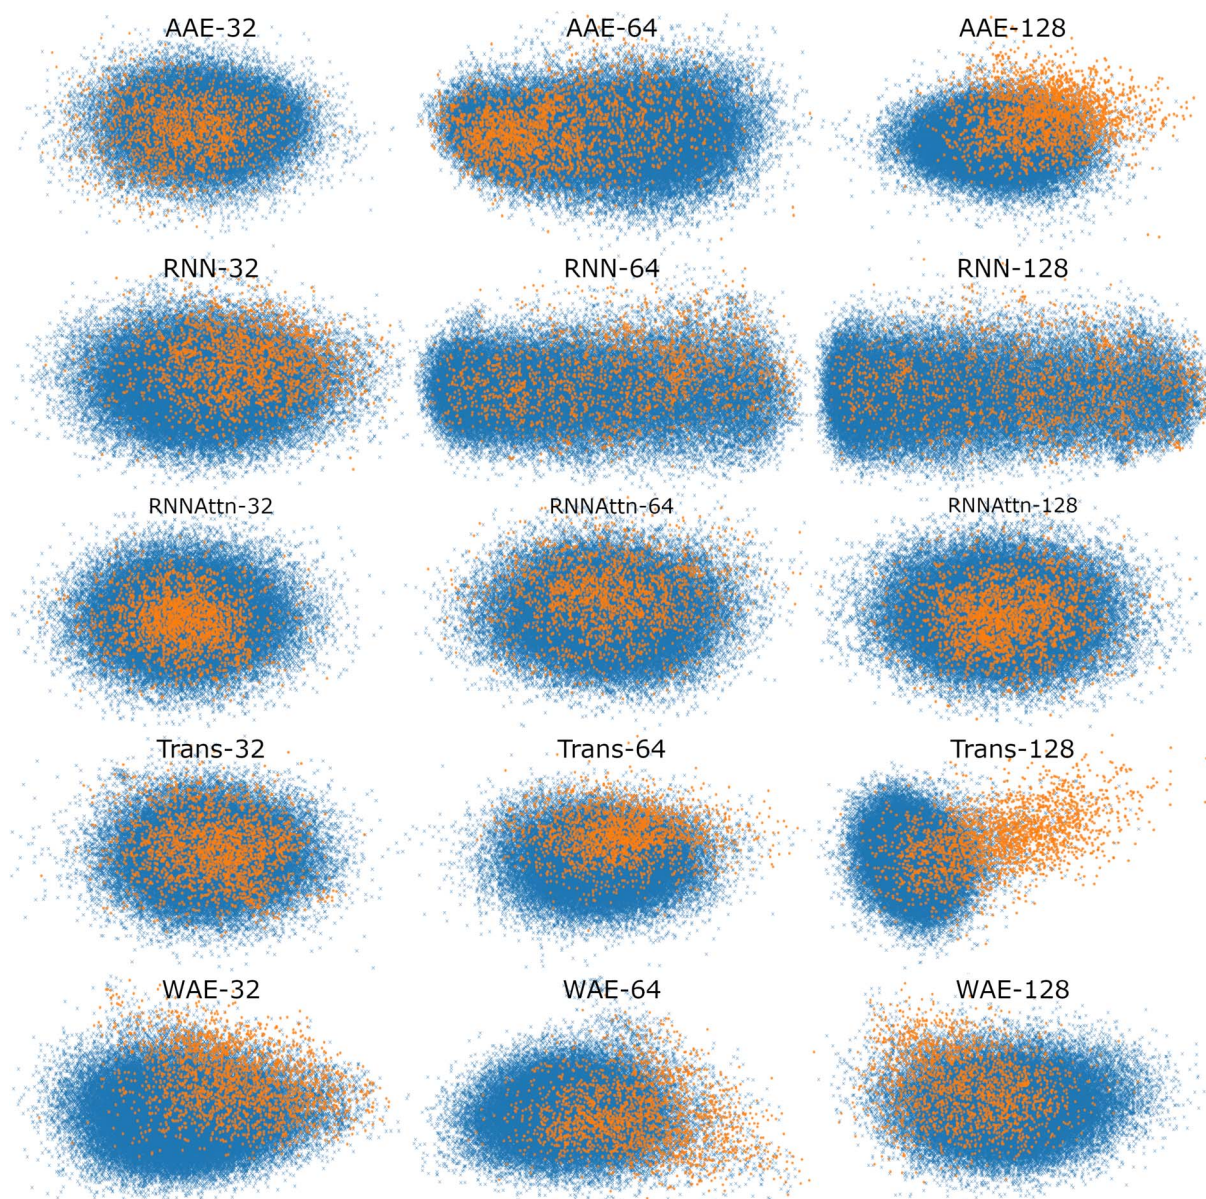 AAE-32 AAE-64 AAE-128
RNN-32 RNN-64 RNN-128
RNNAttn-32 RNNAttn-64 RNNAttn-128
Trans-32 Trans-64 Trans-128
WAE-32 WAE-64 WAE-128